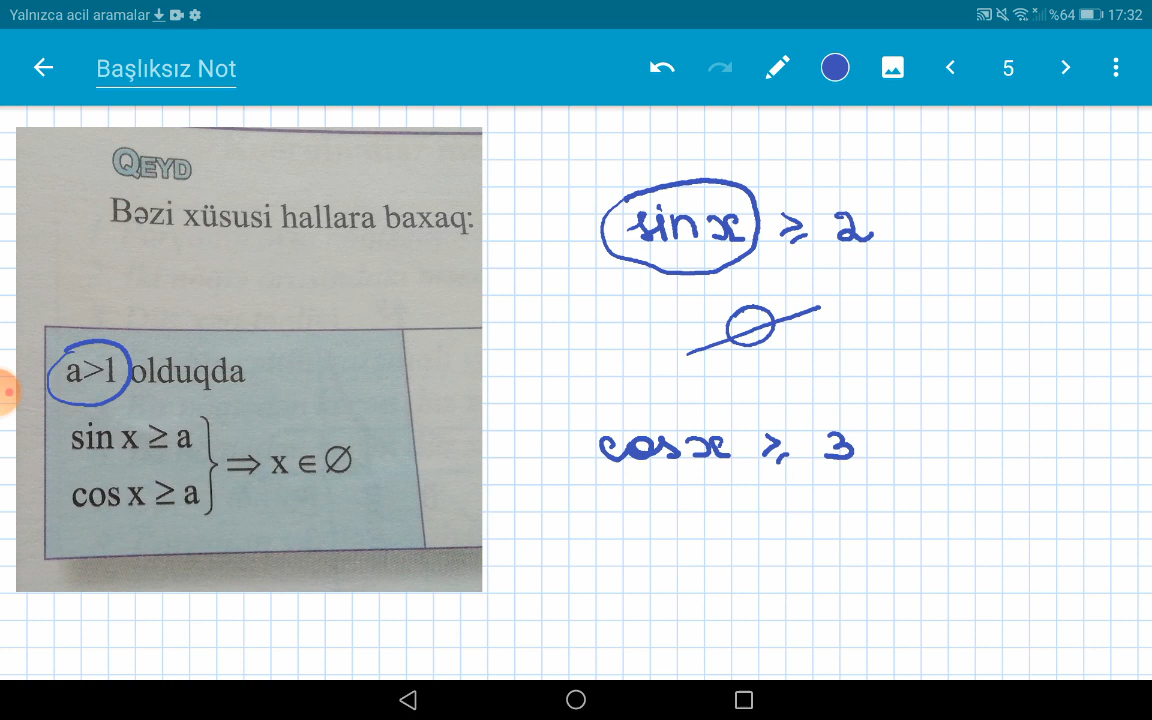 Yalnızca acil aramalar %64 17:32
Başlıksız Not 5
QEYD
Bəzi xüsusi hallara baxaq:
a>1 olduqda
sin x ≥ a
cos x ≥ a
⇒ x ∈ ∅
sin x ⩾ 2
∅
cos x ⩾ 3